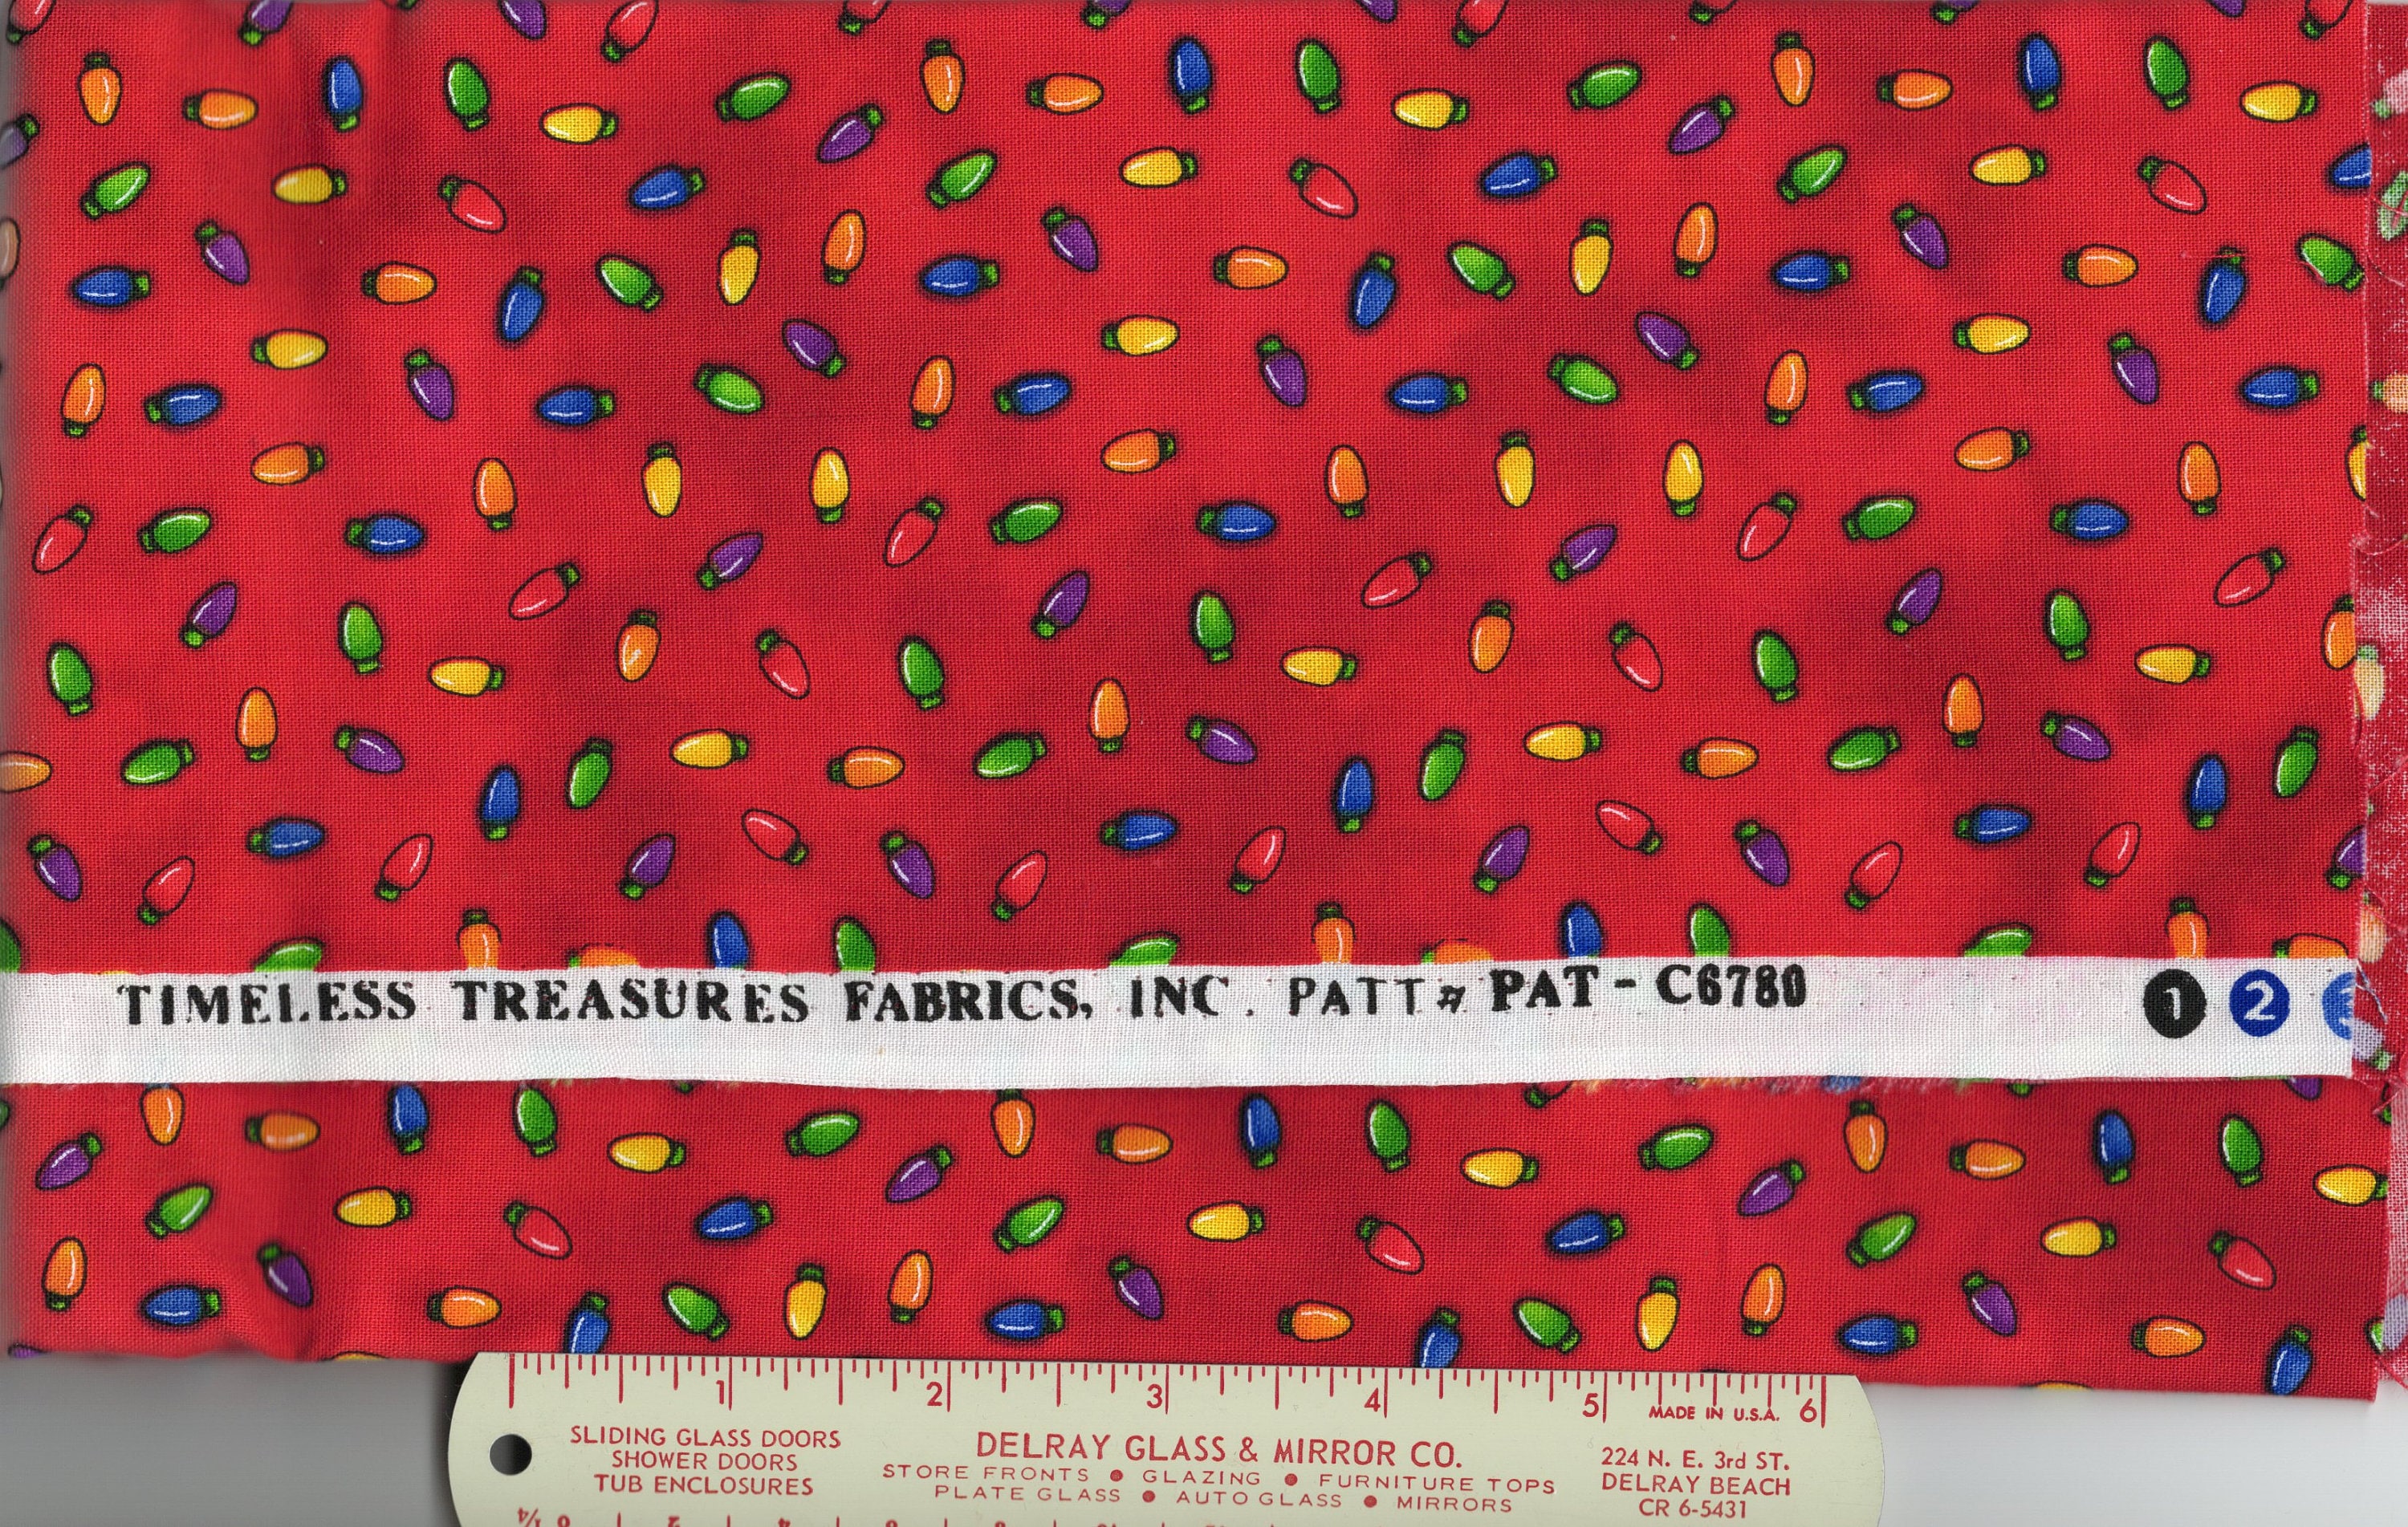 TIMELESS TREASURES FABRICS, INC. PATT # PAT - C6780 1 2
1 2 3 4 5 6
MADE IN U.S.A.
SLIDING GLASS DOORS
SHOWER DOORS
TUB ENCLOSURES
DELRAY GLASS & MIRROR CO.
STORE FRONTS ● GLAZING ● FURNITURE TOPS
PLATE GLASS ● AUTO GLASS ● MIRRORS
224 N. E. 3rd ST.
DELRAY BEACH
CR 6-5431